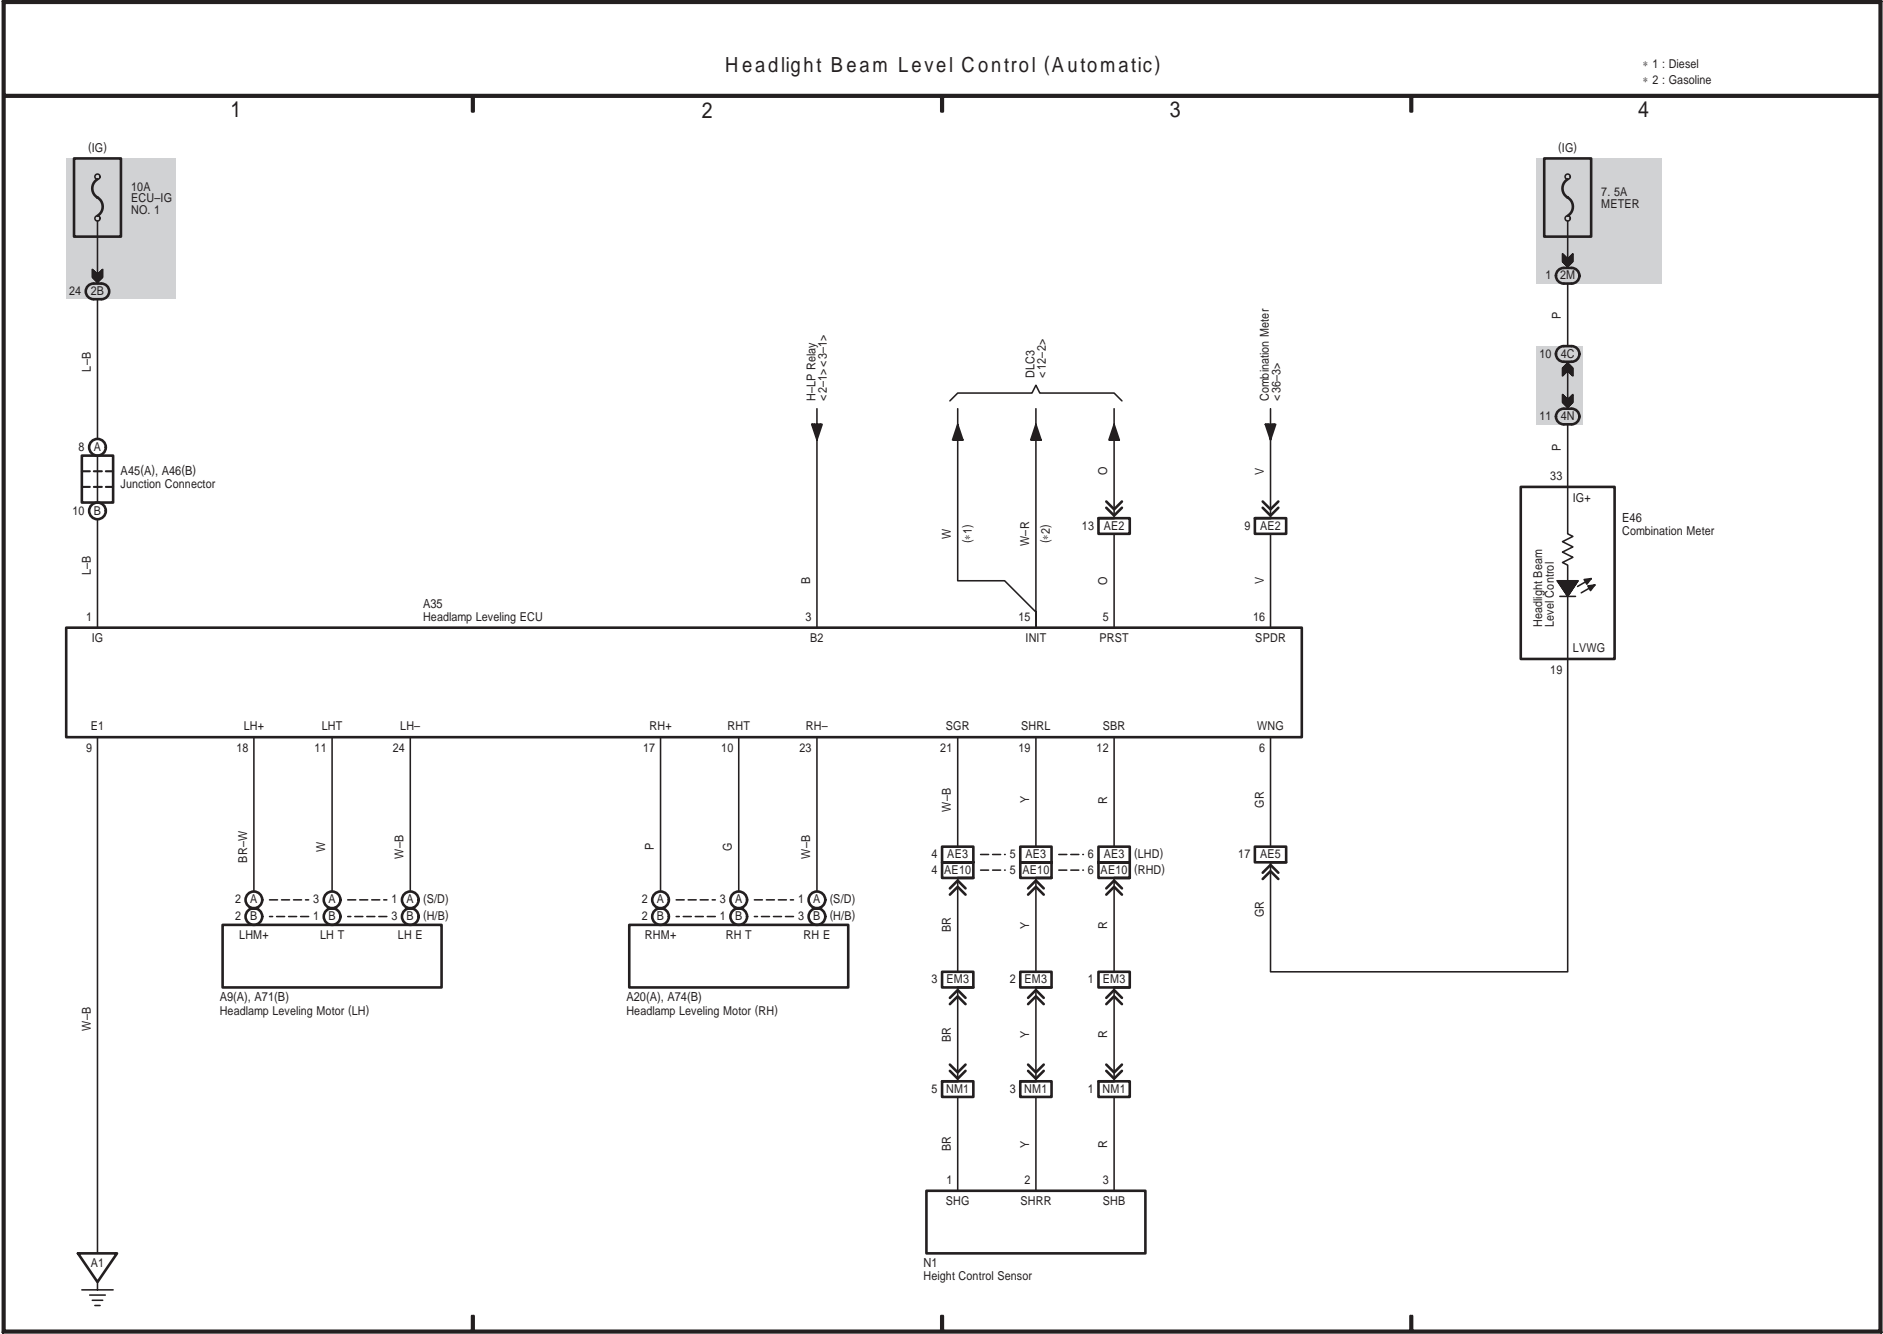 Headlight Beam Level Control (Automatic)
* 1 : Diesel
* 2 : Gasoline
1
2
3
4
(IG)
10A
ECU–IG
NO. 1
24 2B
L–B
8 A
A45(A), A46(B)
Junction Connector
10 B
L–B
(IG)
7. 5A
METER
1 2M
P
10 4C
11 4N
P
33
IG+
E46
Combination Meter
Headlight Beam
Level Control
LVWG
19
H–LP Relay
<2–1><3–1>
B
DLC3
<12–2>
W
(*1)
W–R
(*2)
O
13 AE2
O
Combination Meter
<36–3>
V
9 AE2
V
A35
Headlamp Leveling ECU
1 3 15 5 16
IG B2 INIT PRST SPDR
E1 LH+ LHT LH– RH+ RHT RH– SGR SHRL SBR WNG
9 18 11 24 17 10 23 21 19 12 6
BR–W W W–B
P G W–B
W–B Y R
GR
4 AE3 5 AE3 6 AE3 (LHD)
4 AE10 5 AE10 6 AE10 (RHD)
17 AE5
GR
2 A 3 A 1 A (S/D)
2 B 1 B 3 B (H/B)
LHM+ LH T LH E
A9(A), A71(B)
Headlamp Leveling Motor (LH)
2 A 3 A 1 A (S/D)
2 B 1 B 3 B (H/B)
RHM+ RH T RH E
A20(A), A74(B)
Headlamp Leveling Motor (RH)
BR Y R
3 EM3 2 EM3 1 EM3
BR Y R
5 NM1 3 NM1 1 NM1
BR Y R
1 2 3
SHG SHRR SHB
N1
Height Control Sensor
W–B
A1